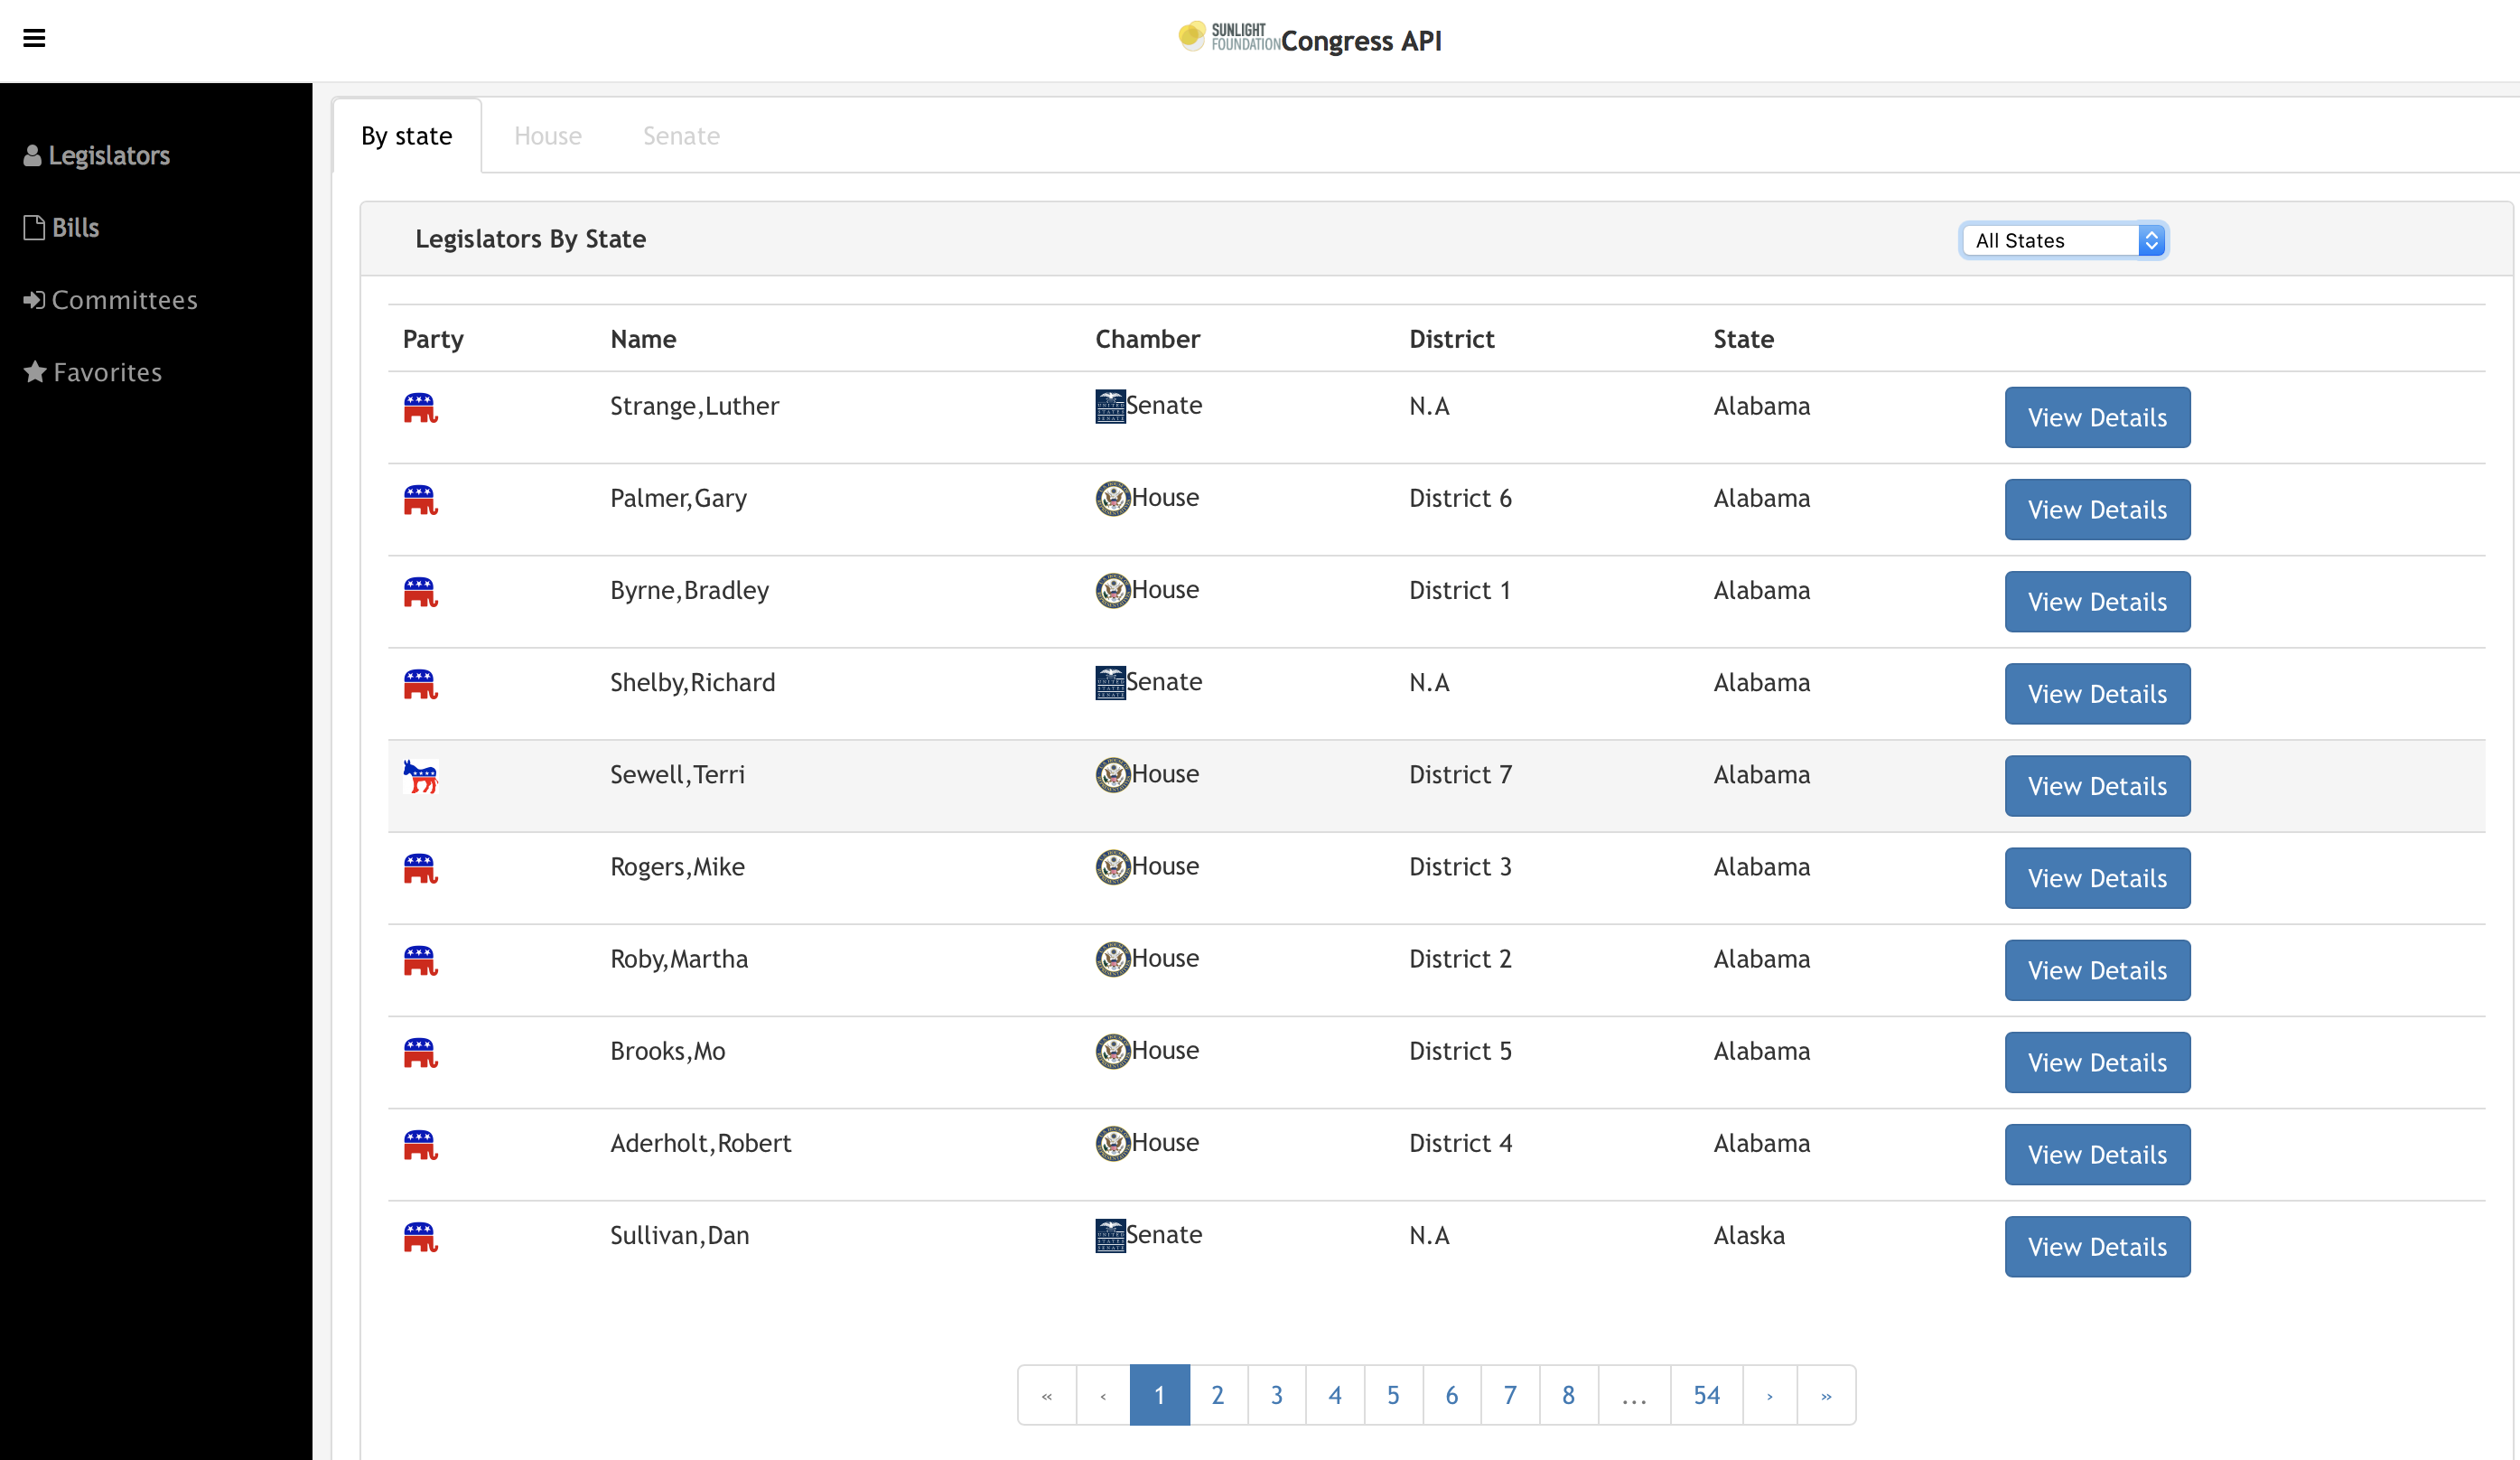 SUNLIGHT
FOUNDATION Congress API
Legislators
Bills
Committees
Favorites
By state House Senate
Legislators By State All States
Party Name Chamber District State
Strange,Luther Senate N.A Alabama View Details
Palmer,Gary House District 6 Alabama View Details
Byrne,Bradley House District 1 Alabama View Details
Shelby,Richard Senate N.A Alabama View Details
Sewell,Terri House District 7 Alabama View Details
Rogers,Mike House District 3 Alabama View Details
Roby,Martha House District 2 Alabama View Details
Brooks,Mo House District 5 Alabama View Details
Aderholt,Robert House District 4 Alabama View Details
Sullivan,Dan Senate N.A Alaska View Details
« ‹ 1 2 3 4 5 6 7 8 ... 54 › »